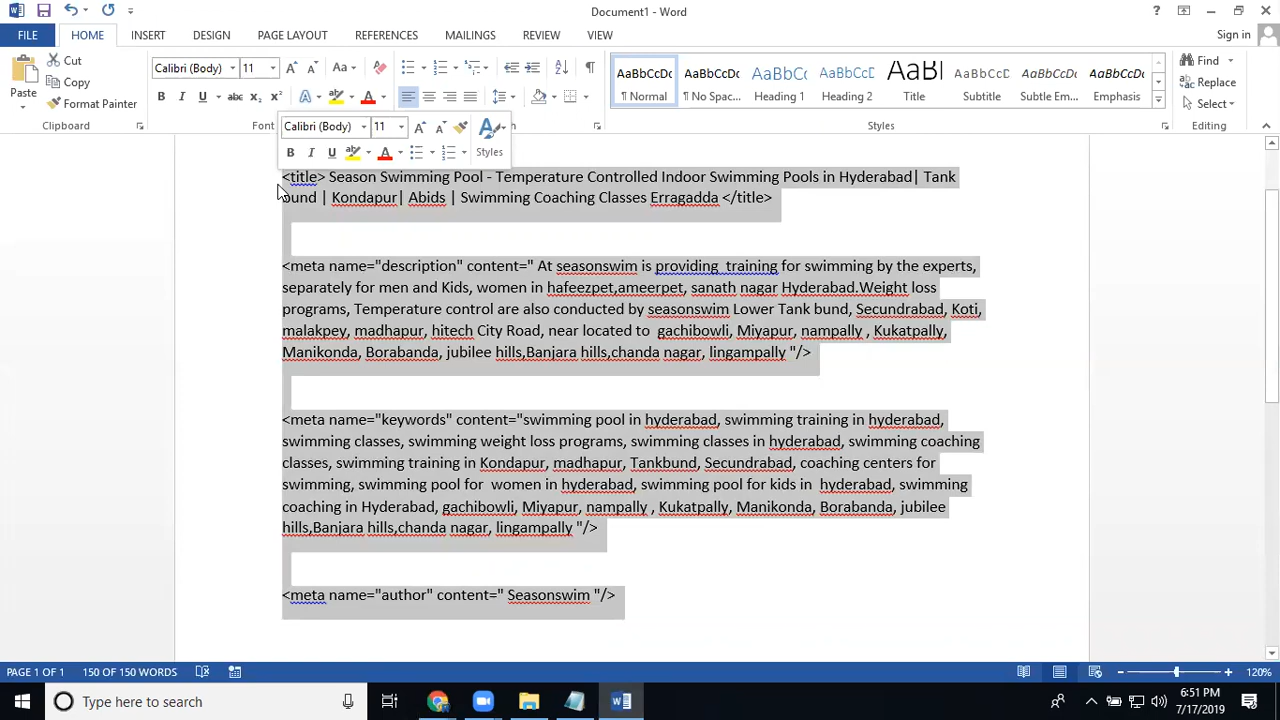 Document1 - Word
Sign in
FILE HOME INSERT DESIGN PAGE LAYOUT REFERENCES MAILINGS REVIEW VIEW
Paste
Cut
Copy
Format Painter
Clipboard
Calibri (Body) 11
Font
AaBbCcDc AaBbCcDc AaBbCc AaBbCcD AaBl AaBbCcD AaBbCcDc AaBbCcDc
¶ Normal ¶ No Spac... Heading 1 Heading 2 Title Subtitle Subtle Em... Emphasis
Styles
Find
Replace
Select
Editing
Calibri (Body) 11
B I U
Styles
<title> Season Swimming Pool - Temperature Controlled Indoor Swimming Pools in Hyderabad| Tank
bund | Kondapur| Abids | Swimming Coaching Classes Erragadda </title>
<meta name="description" content=" At seasonswim is providing  training for swimming by the experts,
separately for men and Kids, women in hafeezpet,ameerpet, sanath nagar Hyderabad.Weight loss
programs, Temperature control are also conducted by seasonswim Lower Tank bund, Secundrabad, Koti,
malakpey, madhapur, hitech City Road, near located to  gachibowli, Miyapur, nampally , Kukatpally,
Manikonda, Borabanda, jubilee hills,Banjara hills,chanda nagar, lingampally "/>
<meta name="keywords" content="swimming pool in hyderabad, swimming training in hyderabad,
swimming classes, swimming weight loss programs, swimming classes in hyderabad, swimming coaching
classes, swimming training in Kondapur, madhapur, Tankbund, Secundrabad, coaching centers for
swimming, swimming pool for  women in hyderabad, swimming pool for kids in  hyderabad, swimming
coaching in Hyderabad, gachibowli, Miyapur, nampally , Kukatpally, Manikonda, Borabanda, jubilee
hills,Banjara hills,chanda nagar, lingampally "/>
<meta name="author" content=" Seasonswim "/>
PAGE 1 OF 1 150 OF 150 WORDS 120%
Type here to search
6:51 PM
7/17/2019